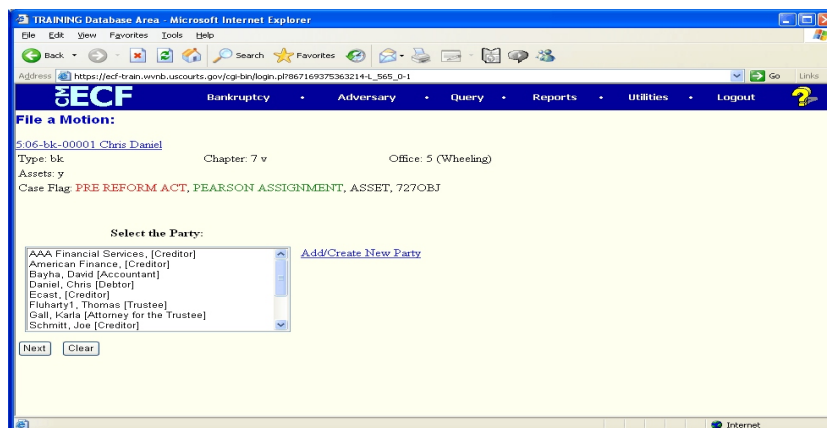 TRAINING Database Area - Microsoft Internet Explorer
File Edit View Favorites Tools Help
Back Search Favorites
Address https://ecf-train.wvnb.uscourts.gov/cgi-bin/login.pl?867169375363214-L_565_0-1 Go Links
CM ECF Bankruptcy • Adversary • Query • Reports • Utilities • Logout ?
File a Motion:
5:06-bk-00001 Chris Daniel
Type: bk Chapter: 7 v Office: 5 (Wheeling)
Assets: y
Case Flag: PRE REFORM ACT, PEARSON ASSIGNMENT, ASSET, 727OBJ
Select the Party:
AAA Financial Services, [Creditor] Add/Create New Party
American Finance, [Creditor]
Bayha, David [Accountant]
Daniel, Chris [Debtor]
Ecast, [Creditor]
Fluharty1, Thomas [Trustee]
Gall, Karla [Attorney for the Trustee]
Schmitt, Joe [Creditor]
Next Clear
Internet